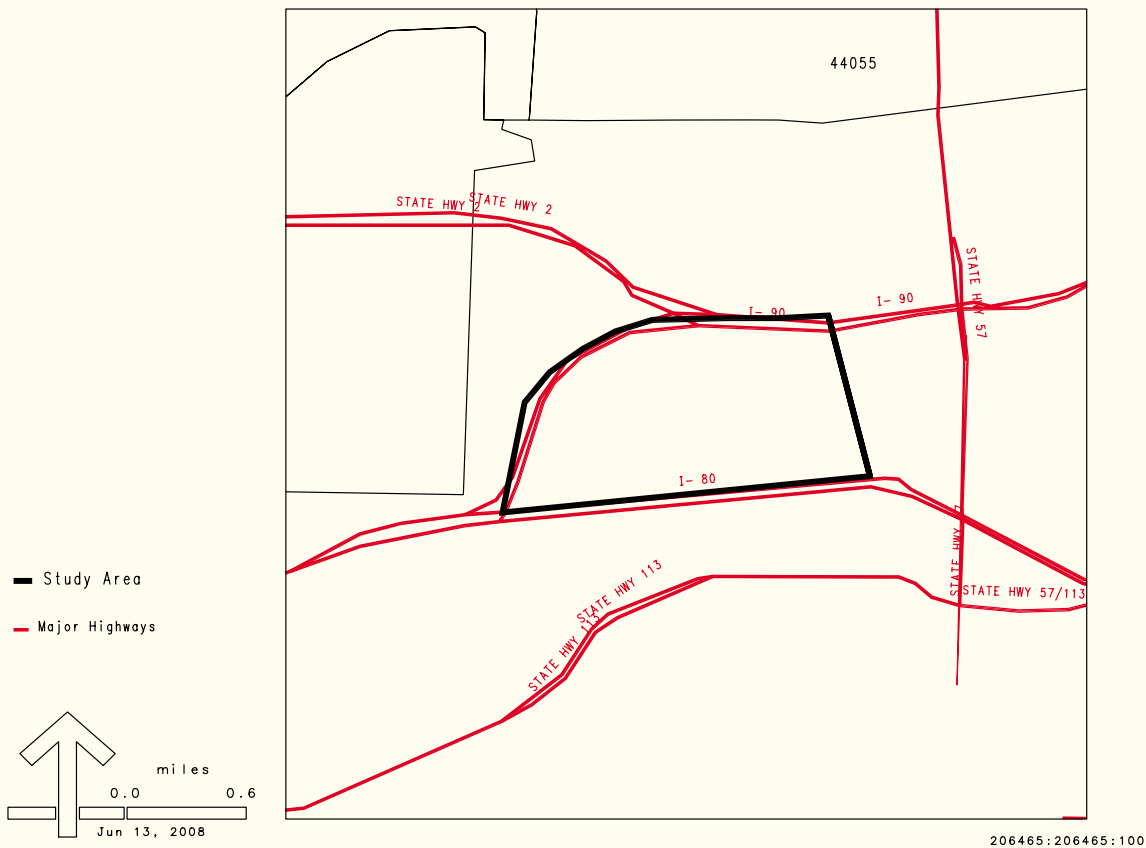 44055
STATE HWY 2
STATE HWY 2
I- 90
I- 90
STATE HWY 57
I- 80
STATE HWY 57
STATE HWY 57/113
STATE HWY 113
STATE HWY 113
Study Area
Major Highways
miles
0.0 0.6
Jun 13, 2008
206465:206465:100